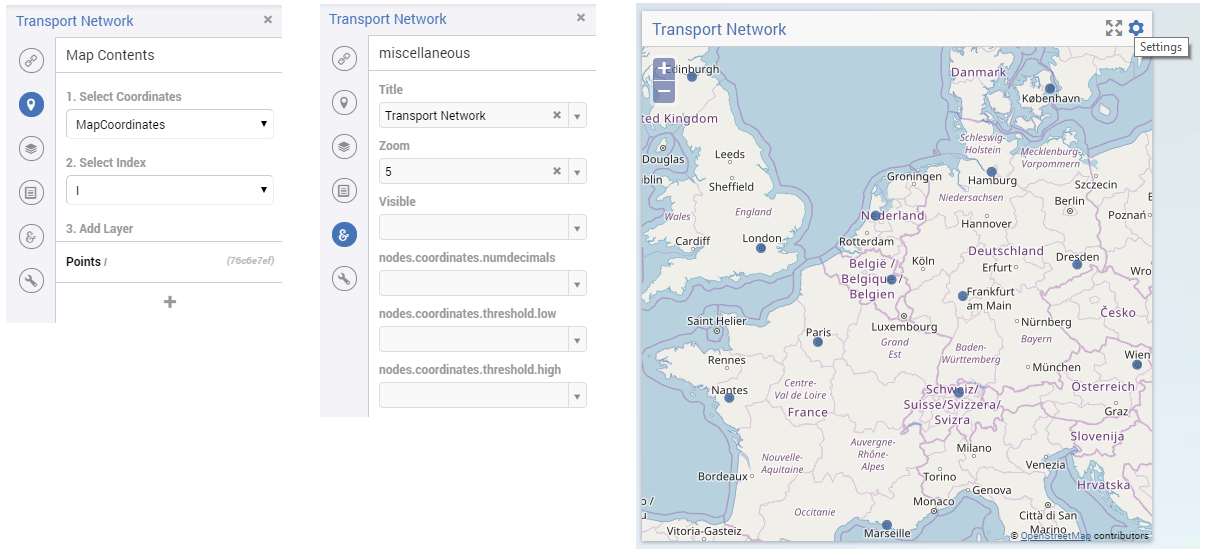 Transport Network ×
Map Contents
1. Select Coordinates
MapCoordinates
2. Select Index
I
3. Add Layer
Points I (76c6e7ef)
+
Transport Network ×
miscellaneous
Title
Transport Network ×
Zoom
5 ×
Visible
nodes.coordinates.numdecimals
nodes.coordinates.threshold.low
nodes.coordinates.threshold.high
Transport Network
Settings
+
−
Edinburgh
Danmark
København
ted Kingdom
Schleswig-
Holstein
Mecklenburg-
Vorpommern
Douglas
Leeds
Groningen
Hamburg
Szczecin
blin
Sheffield
Niedersachsen
Berlin
Wales
England
Nederland
Hannover
Poznań
Cardiff
London
Rotterdam
Deutschland
België /
Belgique /
Belgien
Köln
Erfurt
Dresden
Wro
Frankfurt
am Main
Česko
Saint Helier
Paris
Luxembourg
Nürnberg
Grand
Est
Bayern
Rennes
Baden-
Württemberg
München
Wien
Nantes
Centre-
Val de Loire
Schweiz/
Suisse/Svizzera/
Svizra
Österreich
France
Graz
Auvergne-
Rhône-
Alpes
Slovenija
Nouvelle-
Aquitaine
Milano
Venezia
Bordeaux
Torino
Hrvatska
Genova
Occitanie
Monaco
Città di San
Marino
Vitoria-Gasteiz
Marseille
© OpenStreetMap contributors.